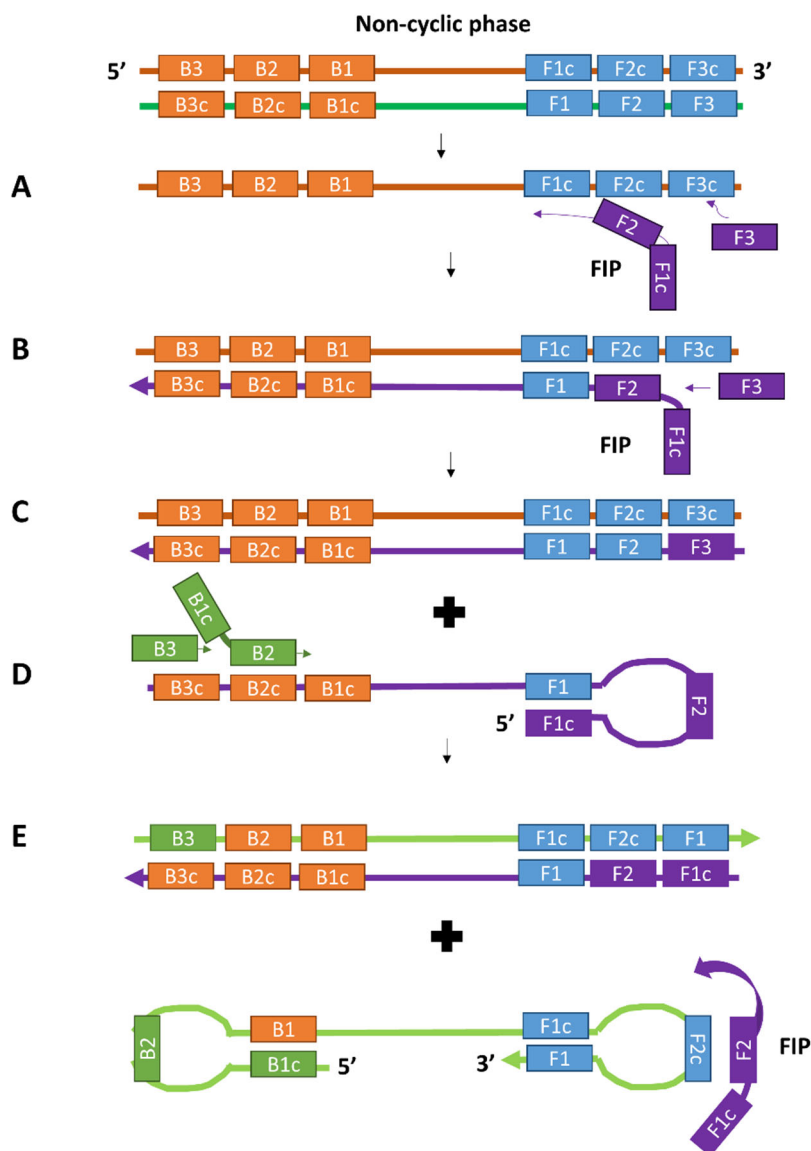 Non-cyclic phase
5’ B3 B2 B1 F1c F2c F3c 3’
B3c B2c B1c F1 F2 F3
A
B3 B2 B1 F1c F2c F3c
F2 F3
FIP F1c
B
B3 B2 B1 F1c F2c F3c
B3c B2c B1c F1 F2 F3
FIP F1c
C
B3 B2 B1 F1c F2c F3c
B3c B2c B1c F1 F2 F3
B1c
B3 B2
D
B3c B2c B1c F1 F2
5’ F1c
E
B3 B2 B1 F1c F2c F1
B3c B2c B1c F1 F2 F1c
B1 F1c
B2 F2c F2 FIP
B1c 5’ 3’ F1
F1c